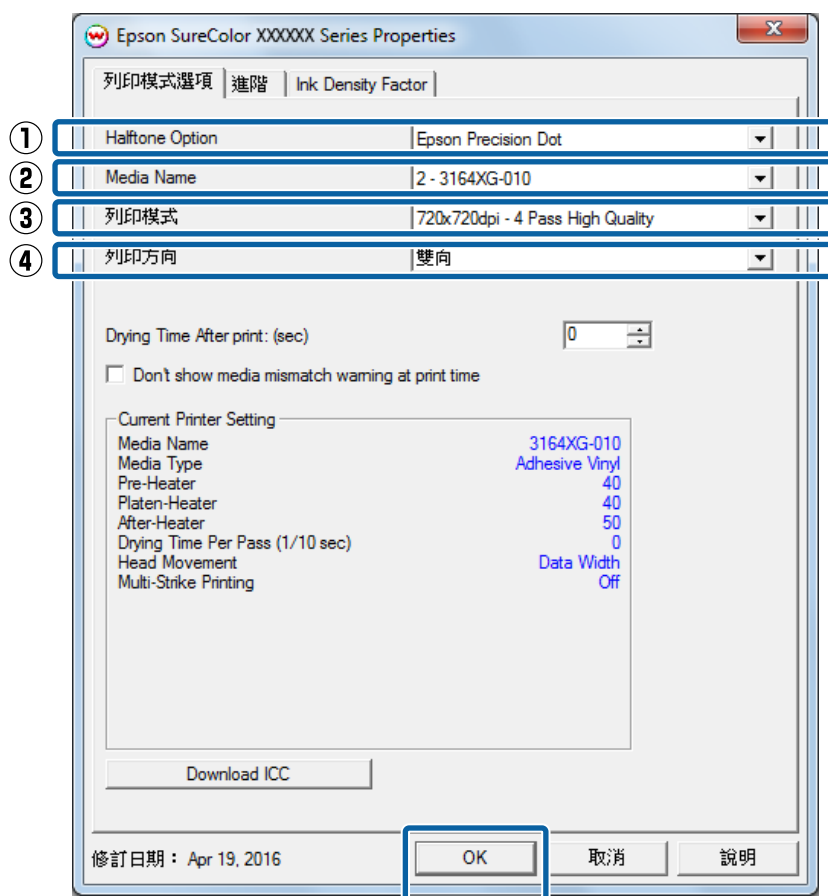 Epson SureColor XXXXXX Series Properties
列印模式選項 進階 Ink Density Factor
① Halftone Option Epson Precision Dot
② Media Name 2 - 3164XG-010
③ 列印模式 720x720dpi - 4 Pass High Quality
④ 列印方向 雙向
Drying Time After print: (sec) 0
Don't show media mismatch warning at print time
Current Printer Setting
Media Name 3164XG-010
Media Type Adhesive Vinyl
Pre-Heater 40
Platen-Heater 40
After-Heater 50
Drying Time Per Pass (1/10 sec) 0
Head Movement Data Width
Multi-Strike Printing Off
Download ICC
修訂日期： Apr 19, 2016 OK 取消 說明